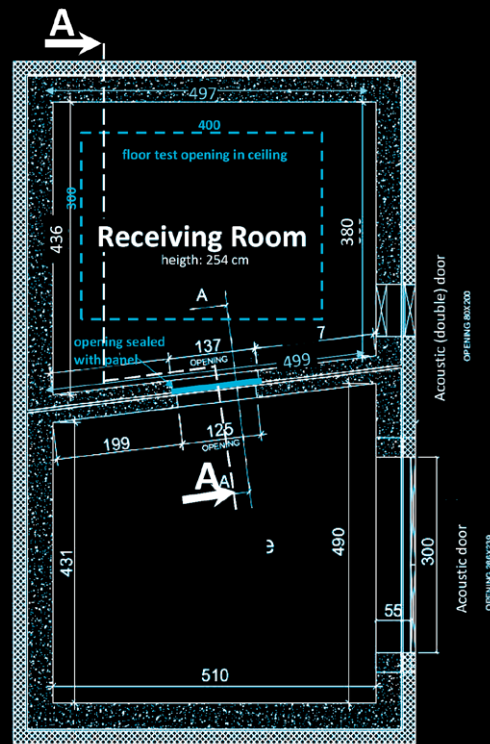 A
497
400
floor test opening in ceiling
300
436
380
Receiving Room
heigth: 254 cm
A
opening sealed
with panel
137
OPENING
7
499
Acoustic (double) door
OPENING 80X200
199
125
OPENING
A
A
431
490
300
Acoustic door
55
510